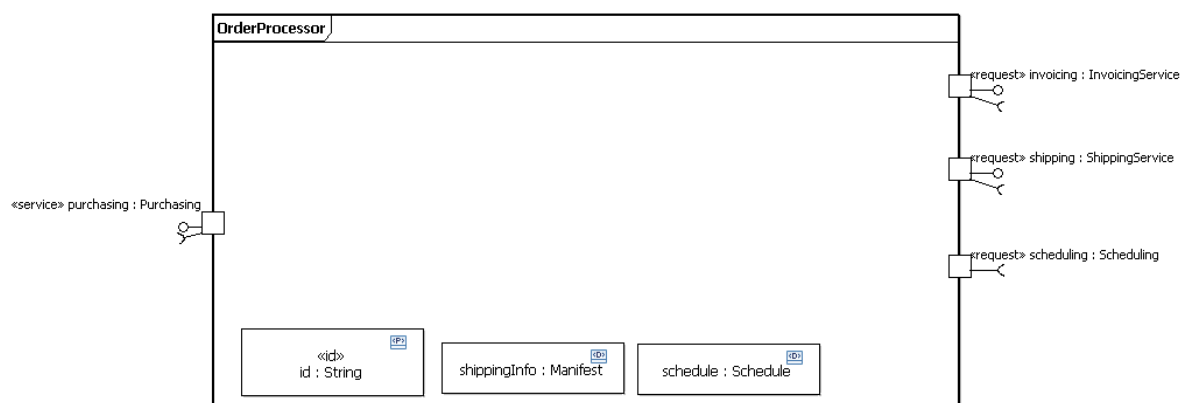 OrderProcessor
«request» invoicing : InvoicingService
«request» shipping : ShippingService
«service» purchasing : Purchasing
«request» scheduling : Scheduling
«P»
«id»
id : String
«D»
shippingInfo : Manifest
«D»
schedule : Schedule